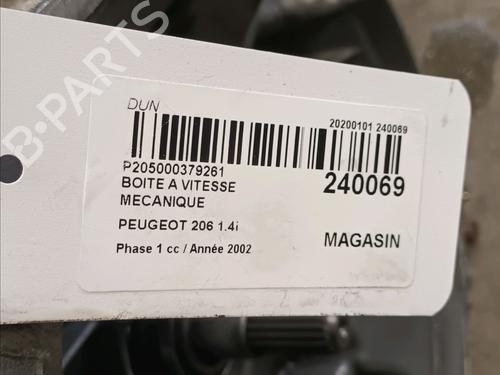 B-PARTS
DUN
20200101 240069
P205000379261
240069
BOITE A VITESSE
MECANIQUE
PEUGEOT 206 1.4i
MAGASIN
Phase 1 cc / Année 2002